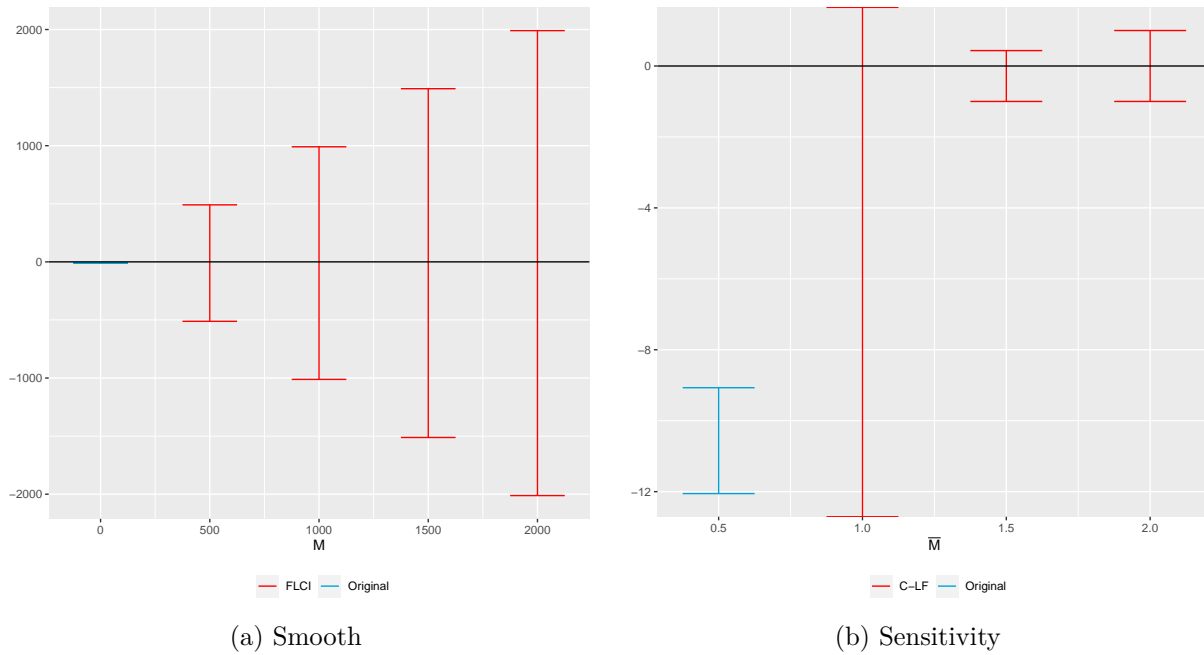 2000
1000
0
−1000
−2000
0 500 1000 1500 2000
M
FLCI Original
(a) Smooth
0
−4
−8
−12
0.5 1.0 1.5 2.0
M̅
C−LF Original
(b) Sensitivity